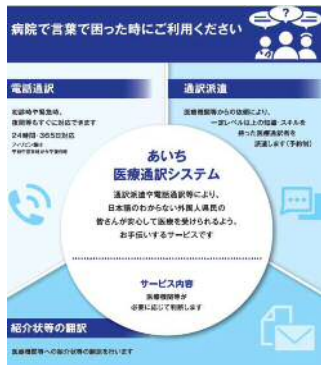 病院で言葉で困った時にご利用ください
電話通訳
初診時や緊急時、
夜間等もすぐに対応できます
24時間・365日対応
通訳派遣
医療機関等からの依頼により、
一定レベル以上の知識・スキルを
持った医療通訳者を
派遣します(予約制)
あいち
医療通訳システム
通訳派遣や電話通訳等により、
日本語のわからない外国人県民の
皆さんが安心して医療を受けられるよう、
お手伝いするサービスです
サービス内容
医療機関等が
必要に応じて判断します
紹介状等の翻訳
医療機関等への紹介状等の翻訳を行います